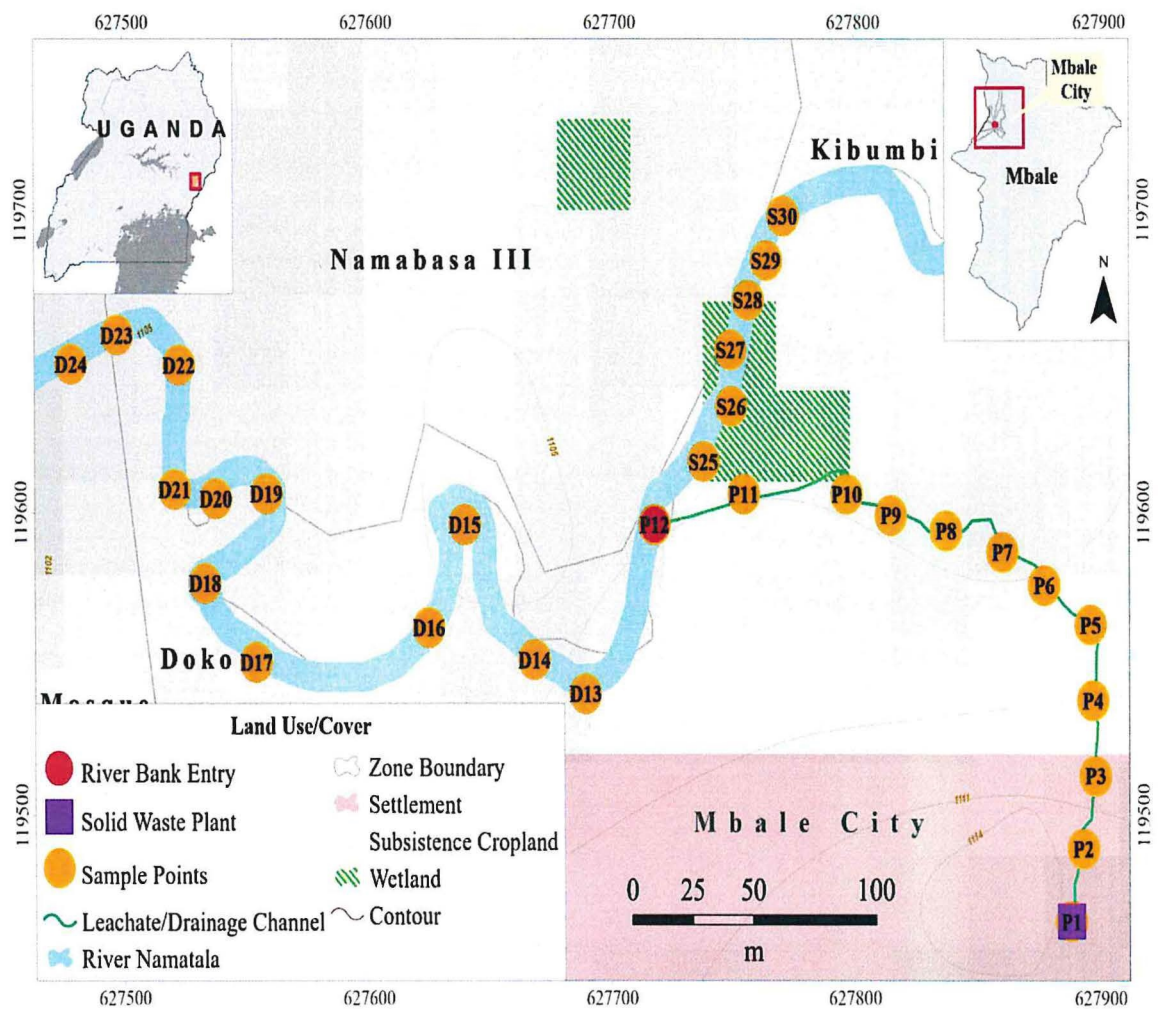 627500 627600 627700 627800 627900
UGANDA
Mbale
City
Mbale
N
Kibumbi
119700
119700
Namabasa III
S30
S29
S28
S27
S26
S25
D24
D23
1105
D22
D21
D20
D19
D18
D17
D16
D15
D14
D13
1105
1102
P12
P11
P10
P9
P8
P7
P6
P5
P4
P3
P2
P1
119600
119600
Doko
Mosque
Land Use/Cover
River Bank Entry
Solid Waste Plant
Sample Points
Leachate/Drainage Channel
River Namatala
Zone Boundary
Settlement
Subsistence Cropland
Wetland
Contour
119500
119500
Mbale City
1111
1114
0 25 50 100
m
627500 627600 627700 627800 627900